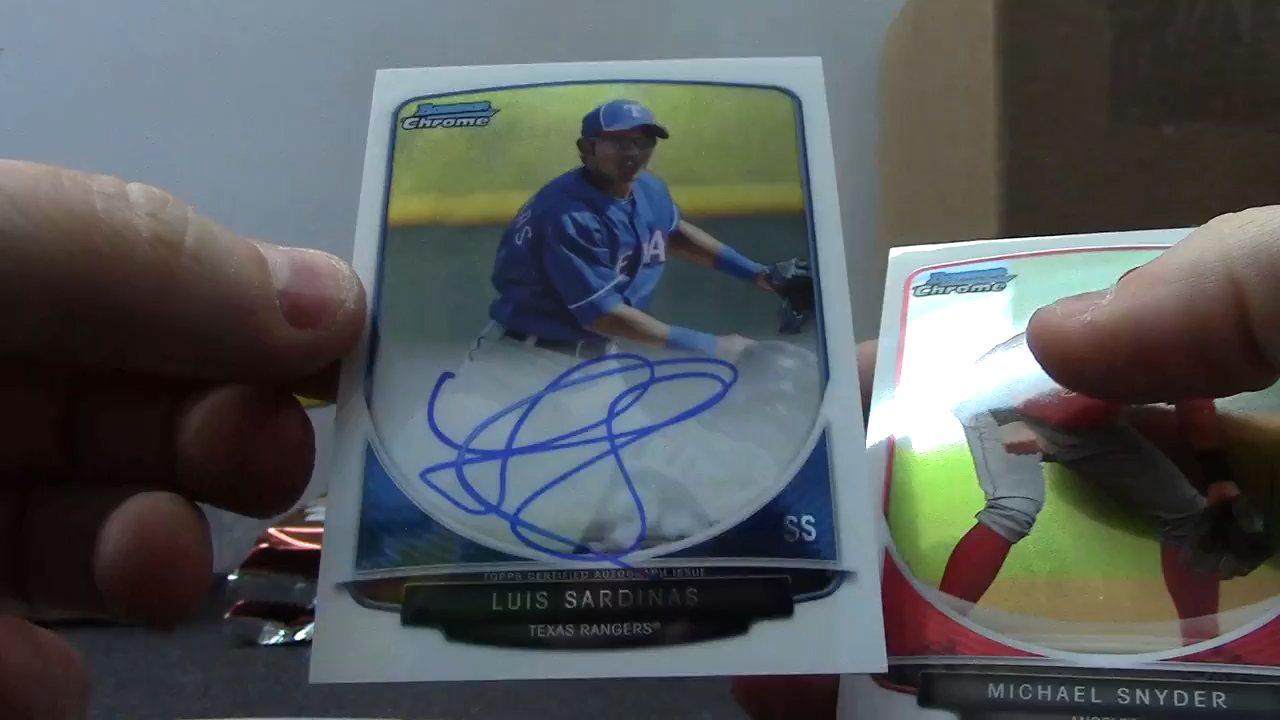 Bowman
Chrome
T
SS
TOPPS CERTIFIED AUTOGRAPH ISSUE
LUIS SARDINAS
TEXAS RANGERS®
Bowman
Chrome
MICHAEL SNYDER